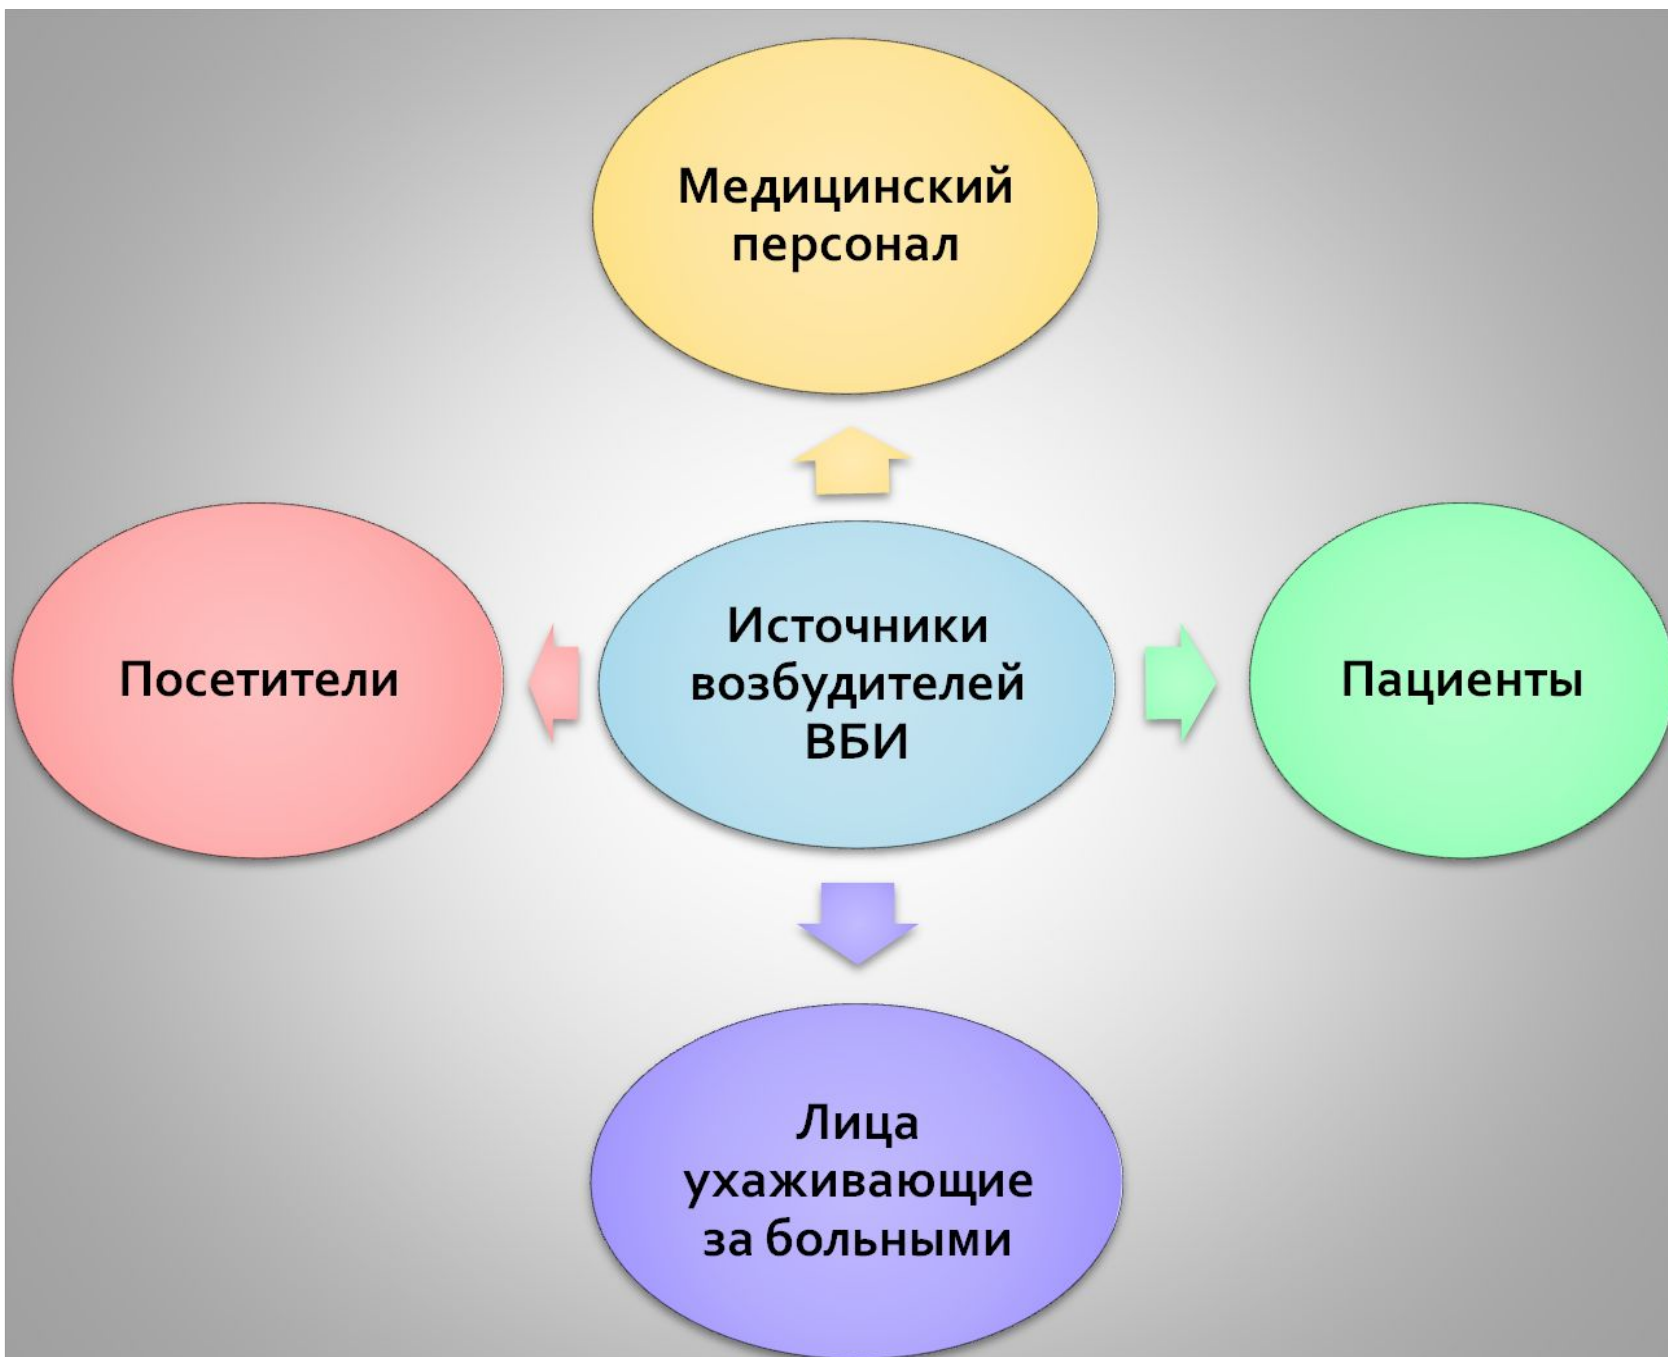 Медицинский
персонал
Посетители
Источники
возбудителей
ВБИ
Пациенты
Лица
ухаживающие
за больными